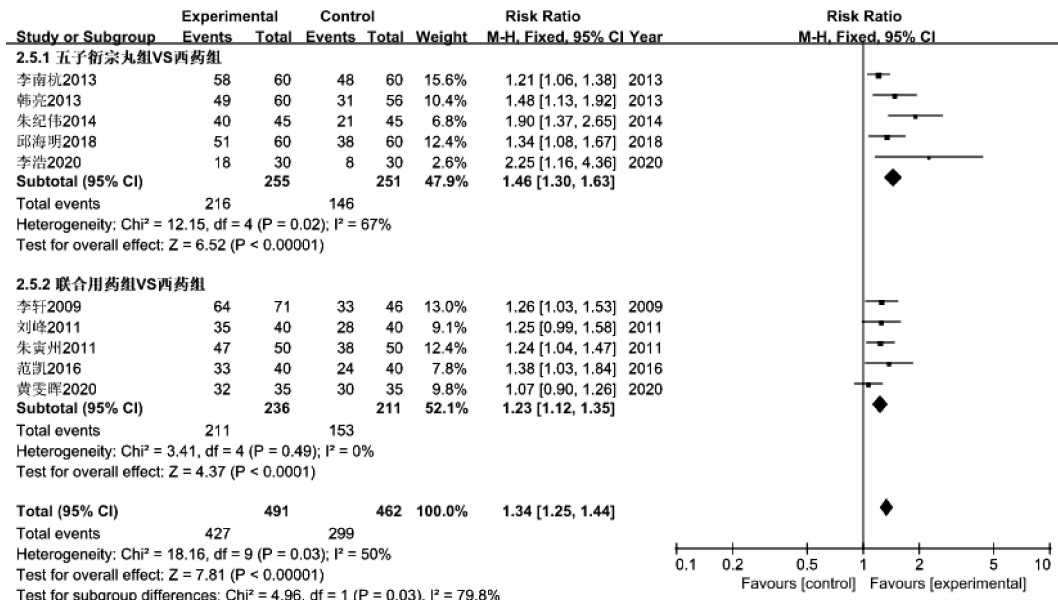 Experimental Control Risk Ratio Risk Ratio
Study or Subgroup Events Total Events Total Weight M-H, Fixed, 95% CI Year M-H, Fixed, 95% CI
2.5.1 五子衍宗丸组VS西药组
李南杭2013 58 60 48 60 15.6% 1.21 [1.06, 1.38] 2013
韩亮2013 49 60 31 56 10.4% 1.48 [1.13, 1.92] 2013
朱纪伟2014 40 45 21 45 6.8% 1.90 [1.37, 2.65] 2014
邱海明2018 51 60 38 60 12.4% 1.34 [1.08, 1.67] 2018
李浩2020 18 30 8 30 2.6% 2.25 [1.16, 4.36] 2020
Subtotal (95% CI) 255 251 47.9% 1.46 [1.30, 1.63]
Total events 216 146
Heterogeneity: Chi² = 12.15, df = 4 (P = 0.02); I² = 67%
Test for overall effect: Z = 6.52 (P < 0.00001)
2.5.2 联合用药组VS西药组
李轩2009 64 71 33 46 13.0% 1.26 [1.03, 1.53] 2009
刘峰2011 35 40 28 40 9.1% 1.25 [0.99, 1.58] 2011
朱寅州2011 47 50 38 50 12.4% 1.24 [1.04, 1.47] 2011
范凯2016 33 40 24 40 7.8% 1.38 [1.03, 1.84] 2016
黄雯晖2020 32 35 30 35 9.8% 1.07 [0.90, 1.26] 2020
Subtotal (95% CI) 236 211 52.1% 1.23 [1.12, 1.35]
Total events 211 153
Heterogeneity: Chi² = 3.41, df = 4 (P = 0.49); I² = 0%
Test for overall effect: Z = 4.37 (P < 0.0001)
Total (95% CI) 491 462 100.0% 1.34 [1.25, 1.44]
Total events 427 299
Heterogeneity: Chi² = 18.16, df = 9 (P = 0.03); I² = 50%
Test for overall effect: Z = 7.81 (P < 0.00001)
Test for subgroup differences: Chi² = 4.96, df = 1 (P = 0.03), I² = 79.8%
0.1 0.2 0.5 1 2 5 10
Favours [control] Favours [experimental]